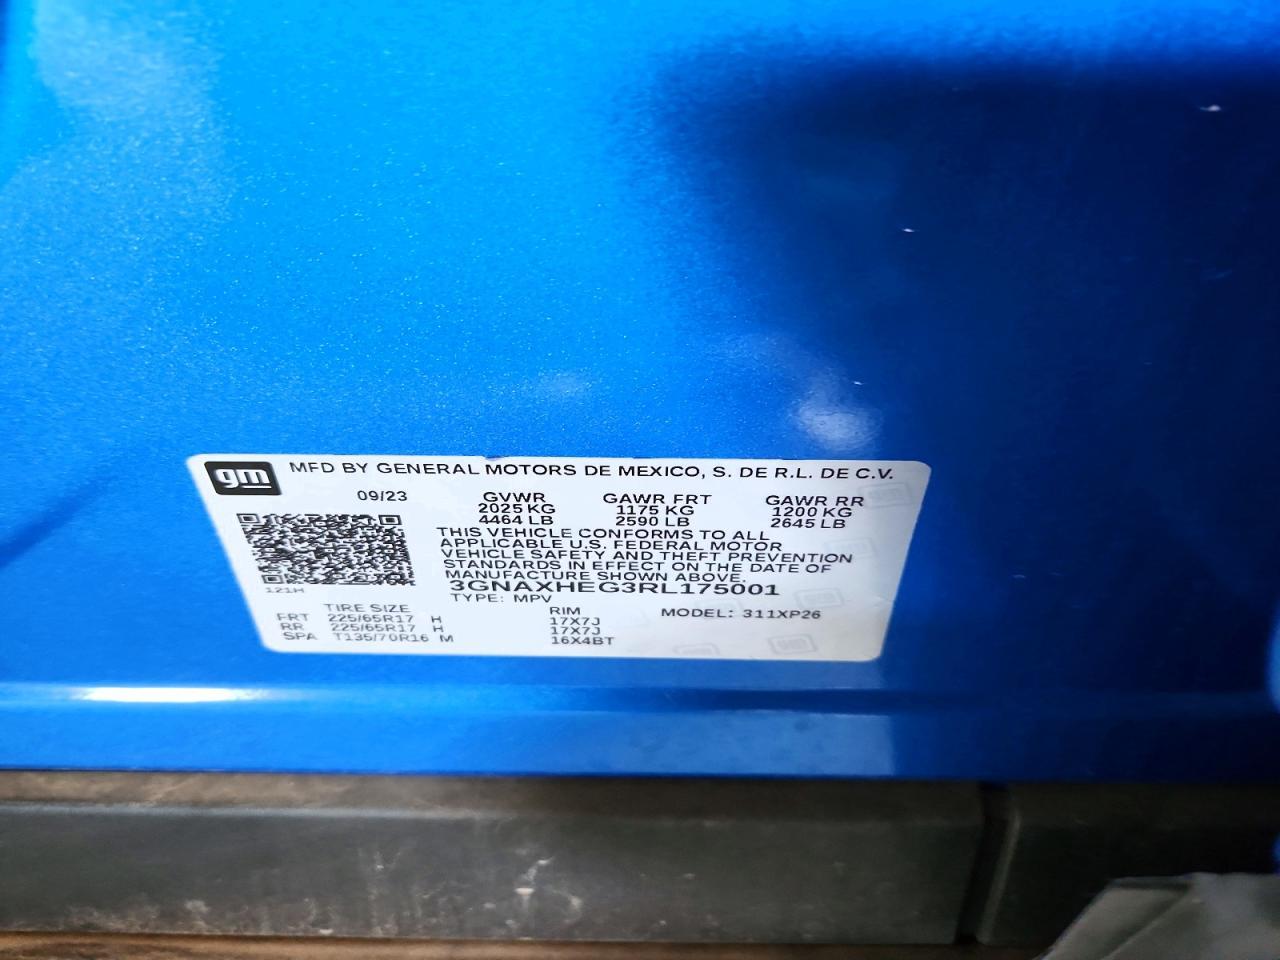 gm MFD BY GENERAL MOTORS DE MEXICO, S. DE R.L. DE C.V.
09/23 GVWR GAWR FRT GAWR RR
2025 KG 1175 KG 1200 KG
4464 LB 2590 LB 2645 LB
THIS VEHICLE CONFORMS TO ALL
APPLICABLE U.S. FEDERAL MOTOR
VEHICLE SAFETY AND THEFT PREVENTION
STANDARDS IN EFFECT ON THE DATE OF
MANUFACTURE SHOWN ABOVE.
121H
3GNAXHEG3RL175001
TYPE: MPV
TIRE SIZE RIM MODEL: 311XP26
FRT 225/65R17 H 17X7J
RR 225/65R17 H 17X7J
SPA T135/70R16 M 16X4BT